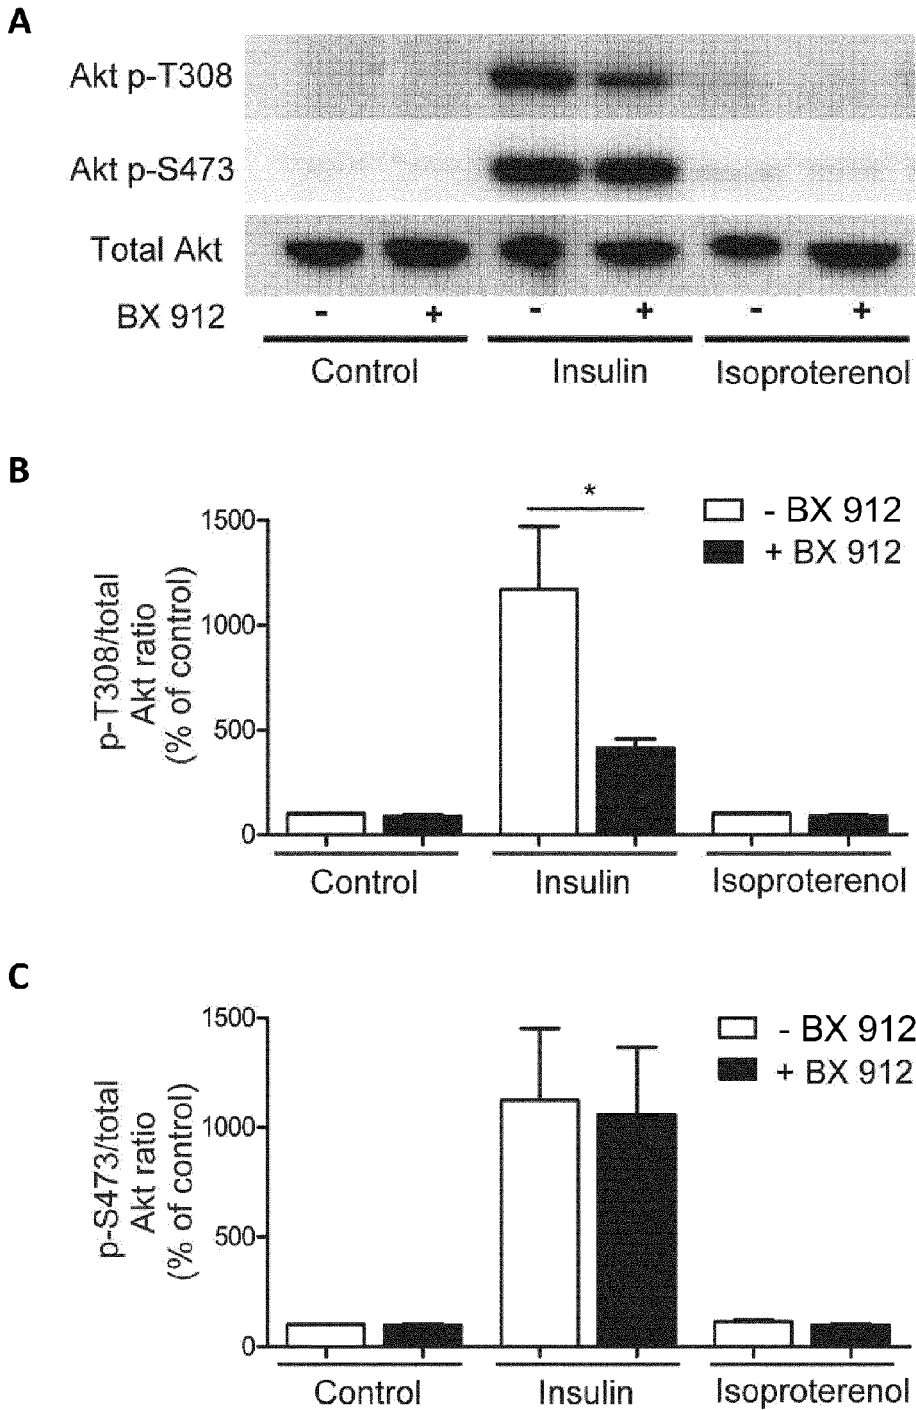 A
Akt p-T308
Akt p-S473
Total Akt
BX 912 - + - + - +
Control Insulin Isoproterenol
B
*
- BX 912
+ BX 912
p-T308/total
Akt ratio
(% of control)
1500
1000
500
0
Control Insulin Isoproterenol
C
- BX 912
+ BX 912
p-S473/total
Akt ratio
(% of control)
1500
1000
500
0
Control Insulin Isoproterenol